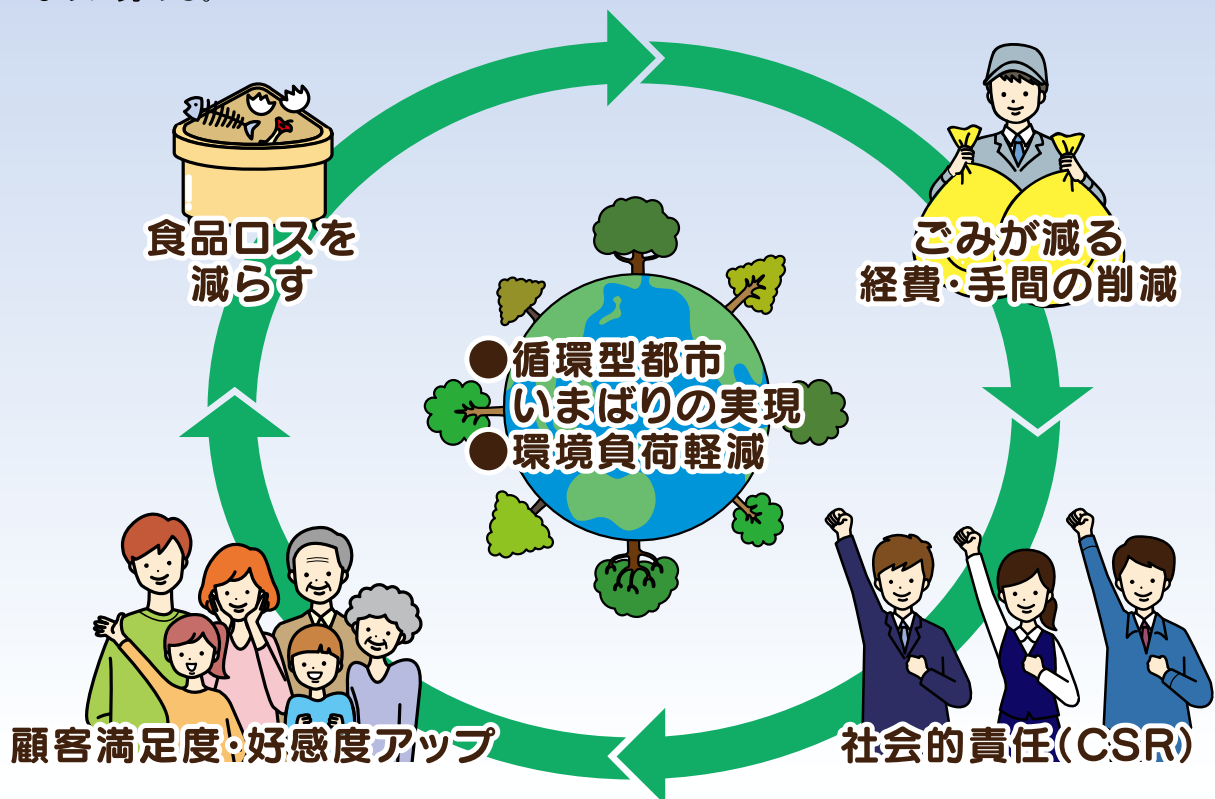 食品ロスを
減らす
ごみが減る
経費・手間の削減
●循環型都市
いまばりの実現
●環境負荷軽減
顧客満足度・好感度アップ
社会的責任(CSR)